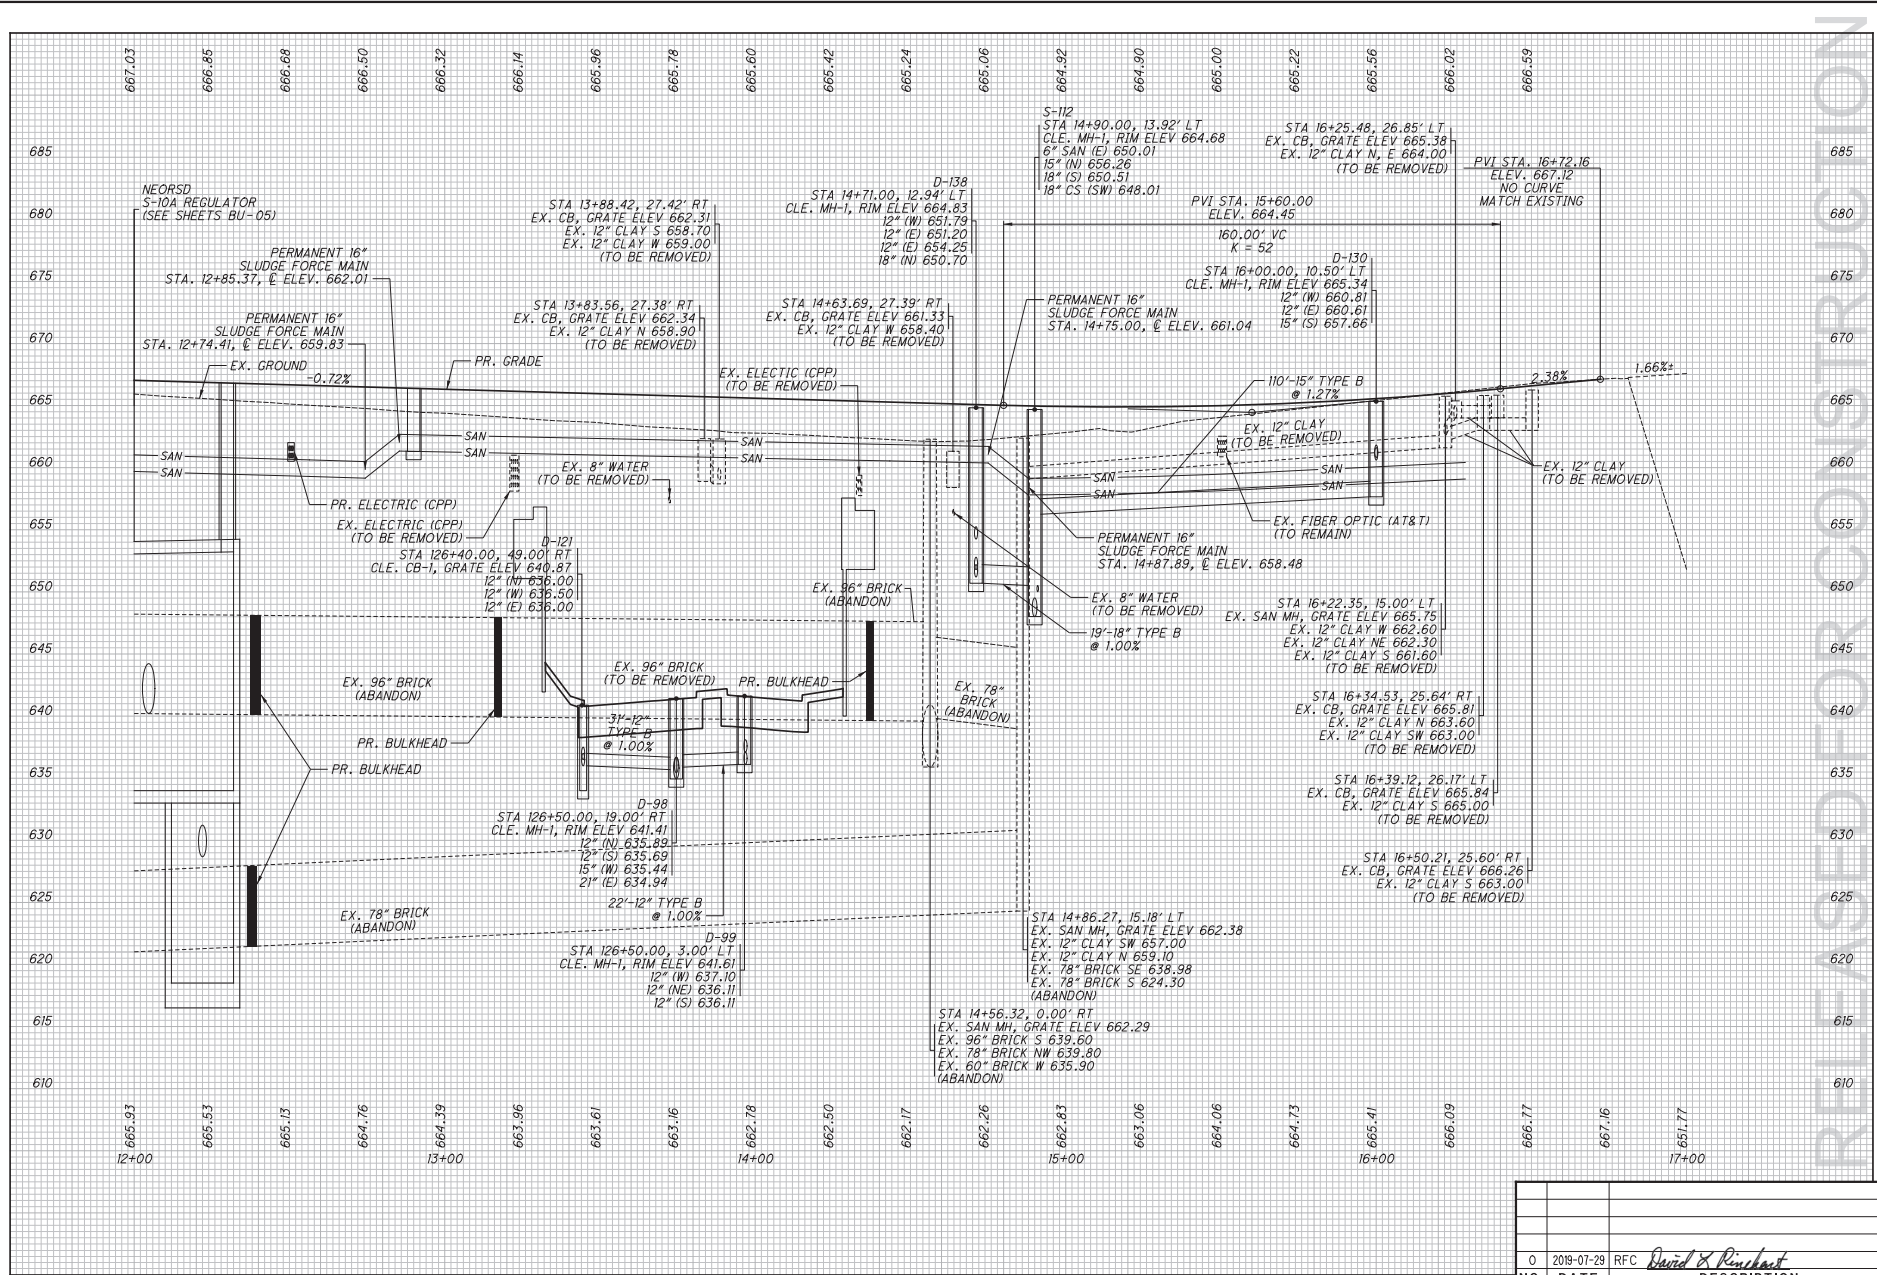 667.03
666.85
666.68
666.50
666.32
666.14
665.96
665.78
665.60
665.42
665.24
665.06
664.92
664.90
665.00
665.22
665.56
666.02
666.59
685
680
675
670
665
660
655
650
645
640
635
630
625
620
615
610
NEORSD
S-10A REGULATOR
(SEE SHEETS BU-05)
PERMANENT 16"
SLUDGE FORCE MAIN
STA. 12+85.37, ℄ ELEV. 662.01
PERMANENT 16"
SLUDGE FORCE MAIN
STA. 12+74.41, ℄ ELEV. 659.83
EX. GROUND
-0.72%
PR. GRADE
STA 13+88.42, 27.42' RT
EX. CB, GRATE ELEV 662.31
EX. 12" CLAY S 658.70
EX. 12" CLAY W 659.00
(TO BE REMOVED)
STA 13+83.56, 27.38' RT
EX. CB, GRATE ELEV 662.34
EX. 12" CLAY N 658.90
(TO BE REMOVED)
EX. ELECTIC (CPP)
(TO BE REMOVED)
D-138
STA 14+71.00, 12.94' LT
CLE. MH-1, RIM ELEV 664.83
12" (W) 651.79
12" (E) 651.20
12" (E) 654.25
18" (N) 650.70
STA 14+63.69, 27.39' RT
EX. CB, GRATE ELEV 661.33
EX. 12" CLAY W 658.40
(TO BE REMOVED)
S-112
STA 14+90.00, 13.92' LT
CLE. MH-1, RIM ELEV 664.68
6" SAN (E) 650.01
15" (N) 656.26
18" (S) 650.51
18" CS (SW) 648.01
PERMANENT 16"
SLUDGE FORCE MAIN
STA. 14+75.00, ℄ ELEV. 661.04
PVI STA. 15+60.00
ELEV. 664.45
160.00' VC
K = 52
D-130
STA 16+00.00, 10.50' LT
CLE. MH-1, RIM ELEV 665.34
12" (W) 660.81
12" (E) 660.61
15" (S) 657.66
STA 16+25.48, 26.85' LT
EX. CB, GRATE ELEV 665.38
EX. 12" CLAY N, E 664.00
(TO BE REMOVED)
PVI STA. 16+72.16
ELEV. 667.12
NO CURVE
MATCH EXISTING
110'-15" TYPE B
@ 1.27%
2.38%
1.66%±
SAN
SAN
SAN
SAN
SAN
SAN
SAN
SAN
SAN
SAN
EX. 12" CLAY
(TO BE REMOVED)
EX. 12" CLAY
(TO BE REMOVED)
EX. 8" WATER
(TO BE REMOVED)
PR. ELECTRIC (CPP)
EX. ELECTRIC (CPP)
(TO BE REMOVED)
EX. FIBER OPTIC (AT&T)
(TO REMAIN)
PERMANENT 16"
SLUDGE FORCE MAIN
STA. 14+87.89, ℄ ELEV. 658.48
D-121
STA 126+40.00, 49.00' RT
CLE. CB-1, GRATE ELEV 640.87
12" (N) 636.00
12" (W) 636.50
12" (E) 636.00
EX. 96" BRICK
(ABANDON)
EX. 8" WATER
(TO BE REMOVED)
19'-18" TYPE B
@ 1.00%
STA 16+22.35, 15.00' LT
EX. SAN MH, GRATE ELEV 665.75
EX. 12" CLAY W 662.60
EX. 12" CLAY NE 662.30
EX. 12" CLAY S 661.60
(TO BE REMOVED)
EX. 96" BRICK
(ABANDON)
EX. 96" BRICK
(TO BE REMOVED)
PR. BULKHEAD
EX. 78"
BRICK
(ABANDON)
STA 16+34.53, 25.64' RT
EX. CB, GRATE ELEV 665.81
EX. 12" CLAY N 663.60
EX. 12" CLAY SW 663.00
(TO BE REMOVED)
31'-12"
TYPE B
@ 1.00%
PR. BULKHEAD
PR. BULKHEAD
STA 16+39.12, 26.17' LT
EX. CB, GRATE ELEV 665.84
EX. 12" CLAY S 665.00
(TO BE REMOVED)
D-98
STA 126+50.00, 19.00' RT
CLE. MH-1, RIM ELEV 641.41
12" (N) 635.89
12" (S) 635.69
15" (W) 635.44
21" (E) 634.94
STA 16+50.21, 25.60' RT
EX. CB, GRATE ELEV 666.26
EX. 12" CLAY S 663.00
(TO BE REMOVED)
22'-12" TYPE B
@ 1.00%
EX. 78" BRICK
(ABANDON)
D-99
STA 126+50.00, 3.00' LT
CLE. MH-1, RIM ELEV 641.61
12" (W) 637.10
12" (NE) 636.11
12" (S) 636.11
STA 14+86.27, 15.18' LT
EX. SAN MH, GRATE ELEV 662.38
EX. 12" CLAY SW 657.00
EX. 12" CLAY N 659.10
EX. 78" BRICK SE 638.98
EX. 78" BRICK S 624.30
(ABANDON)
STA 14+56.32, 0.00' RT
EX. SAN MH, GRATE ELEV 662.29
EX. 96" BRICK S 639.60
EX. 78" BRICK NW 639.80
EX. 60" BRICK W 635.90
(ABANDON)
685
680
675
670
665
660
655
650
645
640
635
630
625
620
615
610
665.93
665.53
665.13
664.76
664.39
663.96
663.61
663.16
662.78
662.50
662.17
662.26
662.83
663.06
664.06
664.73
665.41
666.09
666.77
667.16
651.77
12+00
13+00
14+00
15+00
16+00
17+00
RELEASED FOR CONSTRUCTION
0 2019-07-29 RFC David L Rinehart
NO. DATE DESCRIPTION